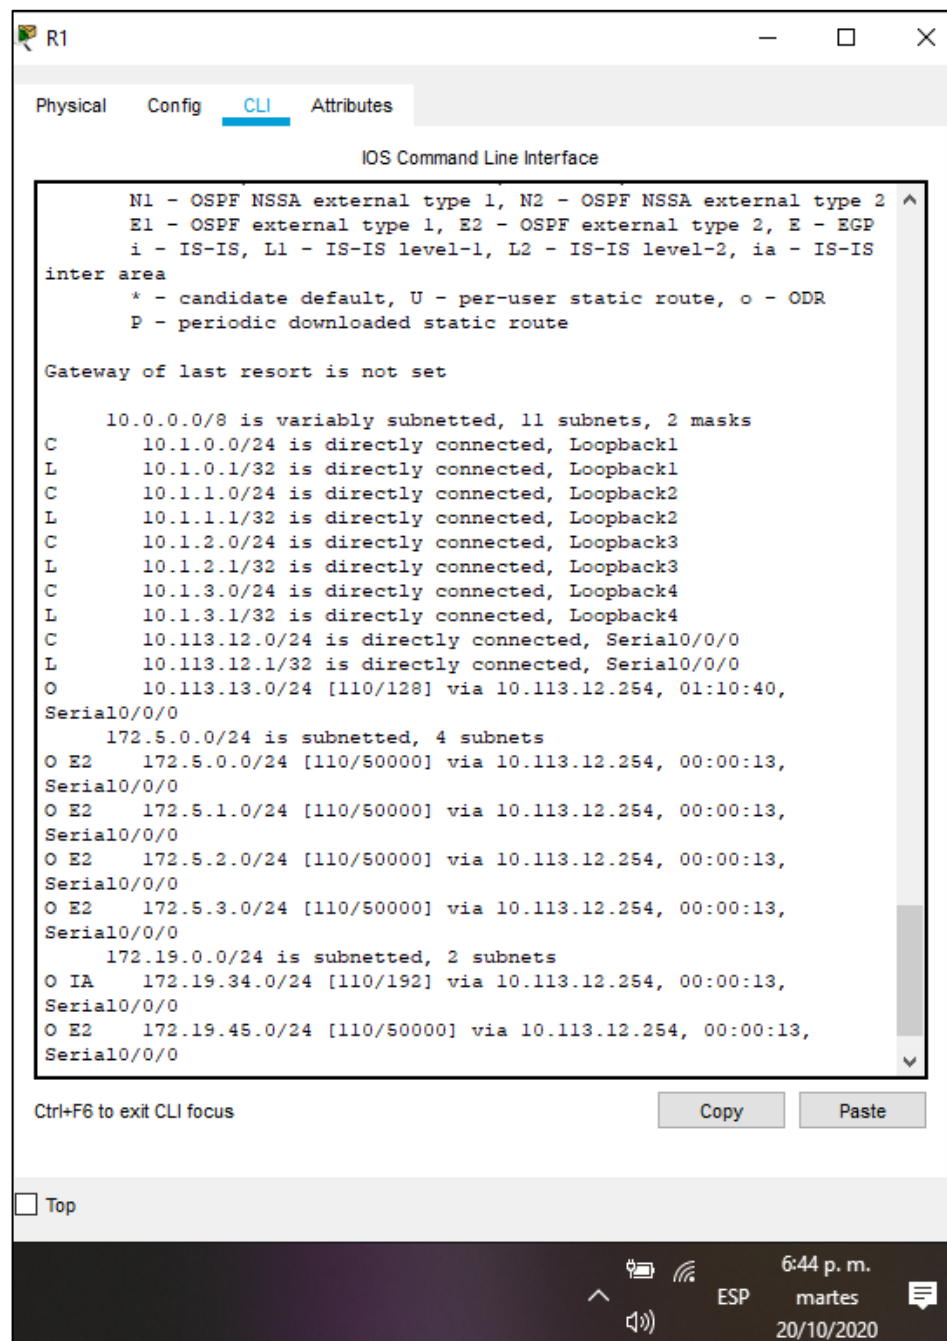 R1
Physical Config CLI Attributes
IOS Command Line Interface
N1 - OSPF NSSA external type 1, N2 - OSPF NSSA external type 2
E1 - OSPF external type 1, E2 - OSPF external type 2, E - EGP
i - IS-IS, L1 - IS-IS level-1, L2 - IS-IS level-2, ia - IS-IS
inter area
* - candidate default, U - per-user static route, o - ODR
P - periodic downloaded static route
Gateway of last resort is not set
10.0.0.0/8 is variably subnetted, 11 subnets, 2 masks
C 10.1.0.0/24 is directly connected, Loopback1
L 10.1.0.1/32 is directly connected, Loopback1
C 10.1.1.0/24 is directly connected, Loopback2
L 10.1.1.1/32 is directly connected, Loopback2
C 10.1.2.0/24 is directly connected, Loopback3
L 10.1.2.1/32 is directly connected, Loopback3
C 10.1.3.0/24 is directly connected, Loopback4
L 10.1.3.1/32 is directly connected, Loopback4
C 10.113.12.0/24 is directly connected, Serial0/0/0
L 10.113.12.1/32 is directly connected, Serial0/0/0
O 10.113.13.0/24 [110/128] via 10.113.12.254, 01:10:40,
Serial0/0/0
172.5.0.0/24 is subnetted, 4 subnets
O E2 172.5.0.0/24 [110/50000] via 10.113.12.254, 00:00:13,
Serial0/0/0
O E2 172.5.1.0/24 [110/50000] via 10.113.12.254, 00:00:13,
Serial0/0/0
O E2 172.5.2.0/24 [110/50000] via 10.113.12.254, 00:00:13,
Serial0/0/0
O E2 172.5.3.0/24 [110/50000] via 10.113.12.254, 00:00:13,
Serial0/0/0
172.19.0.0/24 is subnetted, 2 subnets
O IA 172.19.34.0/24 [110/192] via 10.113.12.254, 00:00:13,
Serial0/0/0
O E2 172.19.45.0/24 [110/50000] via 10.113.12.254, 00:00:13,
Serial0/0/0
Ctrl+F6 to exit CLI focus Copy Paste
Top
6:44 p. m.
ESP martes
20/10/2020